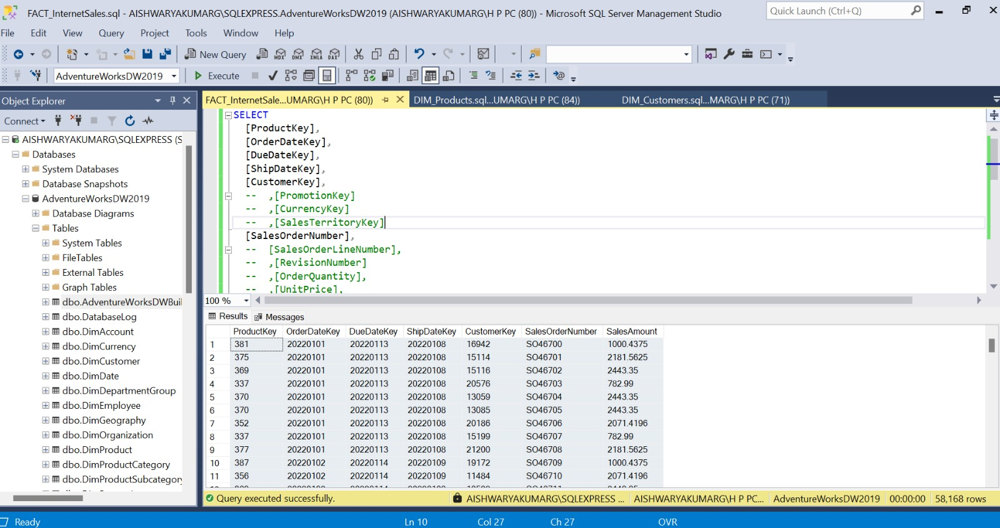 FACT_InternetSales.sql - AISHWARYAKUMARG\SQLEXPRESS.AdventureWorksDW2019 (AISHWARYAKUMARG\H P PC (80)) - Microsoft SQL Server Management Studio
Quick Launch (Ctrl+Q)
File Edit View Query Project Tools Window Help
New Query MDX DMX XMLA DAX
AdventureWorksDW2019 Execute
Object Explorer
Connect
AISHWARYAKUMARG\SQLEXPRESS (S
Databases
System Databases
Database Snapshots
AdventureWorksDW2019
Database Diagrams
Tables
System Tables
FileTables
External Tables
Graph Tables
dbo.AdventureWorksDWBuil
dbo.DatabaseLog
dbo.DimAccount
dbo.DimCurrency
dbo.DimCustomer
dbo.DimDate
dbo.DimDepartmentGroup
dbo.DimEmployee
dbo.DimGeography
dbo.DimOrganization
dbo.DimProduct
dbo.DimProductCategory
dbo.DimProductSubcategory
FACT_InternetSale...UMARG\H P PC (80)) DIM_Products.sql...UMARG\H P PC (84)) DIM_Customers.sql...MARG\H P PC (71))
SELECT
[ProductKey],
[OrderDateKey],
[DueDateKey],
[ShipDateKey],
[CustomerKey],
-- ,[PromotionKey]
-- ,[CurrencyKey]
-- ,[SalesTerritoryKey]
[SalesOrderNumber],
-- [SalesOrderLineNumber],
-- ,[RevisionNumber]
-- ,[OrderQuantity],
-- ,[UnitPrice],
100 %
Results Messages
ProductKey OrderDateKey DueDateKey ShipDateKey CustomerKey SalesOrderNumber SalesAmount
1 381 20220101 20220113 20220108 16942 SO46700 1000.4375
2 375 20220101 20220113 20220108 15114 SO46701 2181.5625
3 369 20220101 20220113 20220108 15116 SO46702 2443.35
4 337 20220101 20220113 20220108 20576 SO46703 782.99
5 370 20220101 20220113 20220108 13059 SO46704 2443.35
6 370 20220101 20220113 20220108 13085 SO46705 2443.35
7 352 20220101 20220113 20220108 20186 SO46706 2071.4196
8 337 20220101 20220113 20220108 15199 SO46707 782.99
9 377 20220101 20220113 20220108 21200 SO46708 2181.5625
10 387 20220102 20220114 20220109 19172 SO46709 1000.4375
11 356 20220102 20220114 20220109 11484 SO46710 2071.4196
Query executed successfully. AISHWARYAKUMARG\SQLEXPRESS ... AISHWARYAKUMARG\H P PC... AdventureWorksDW2019 00:00:00 58,168 rows
Ready Ln 10 Col 27 Ch 27 OVR